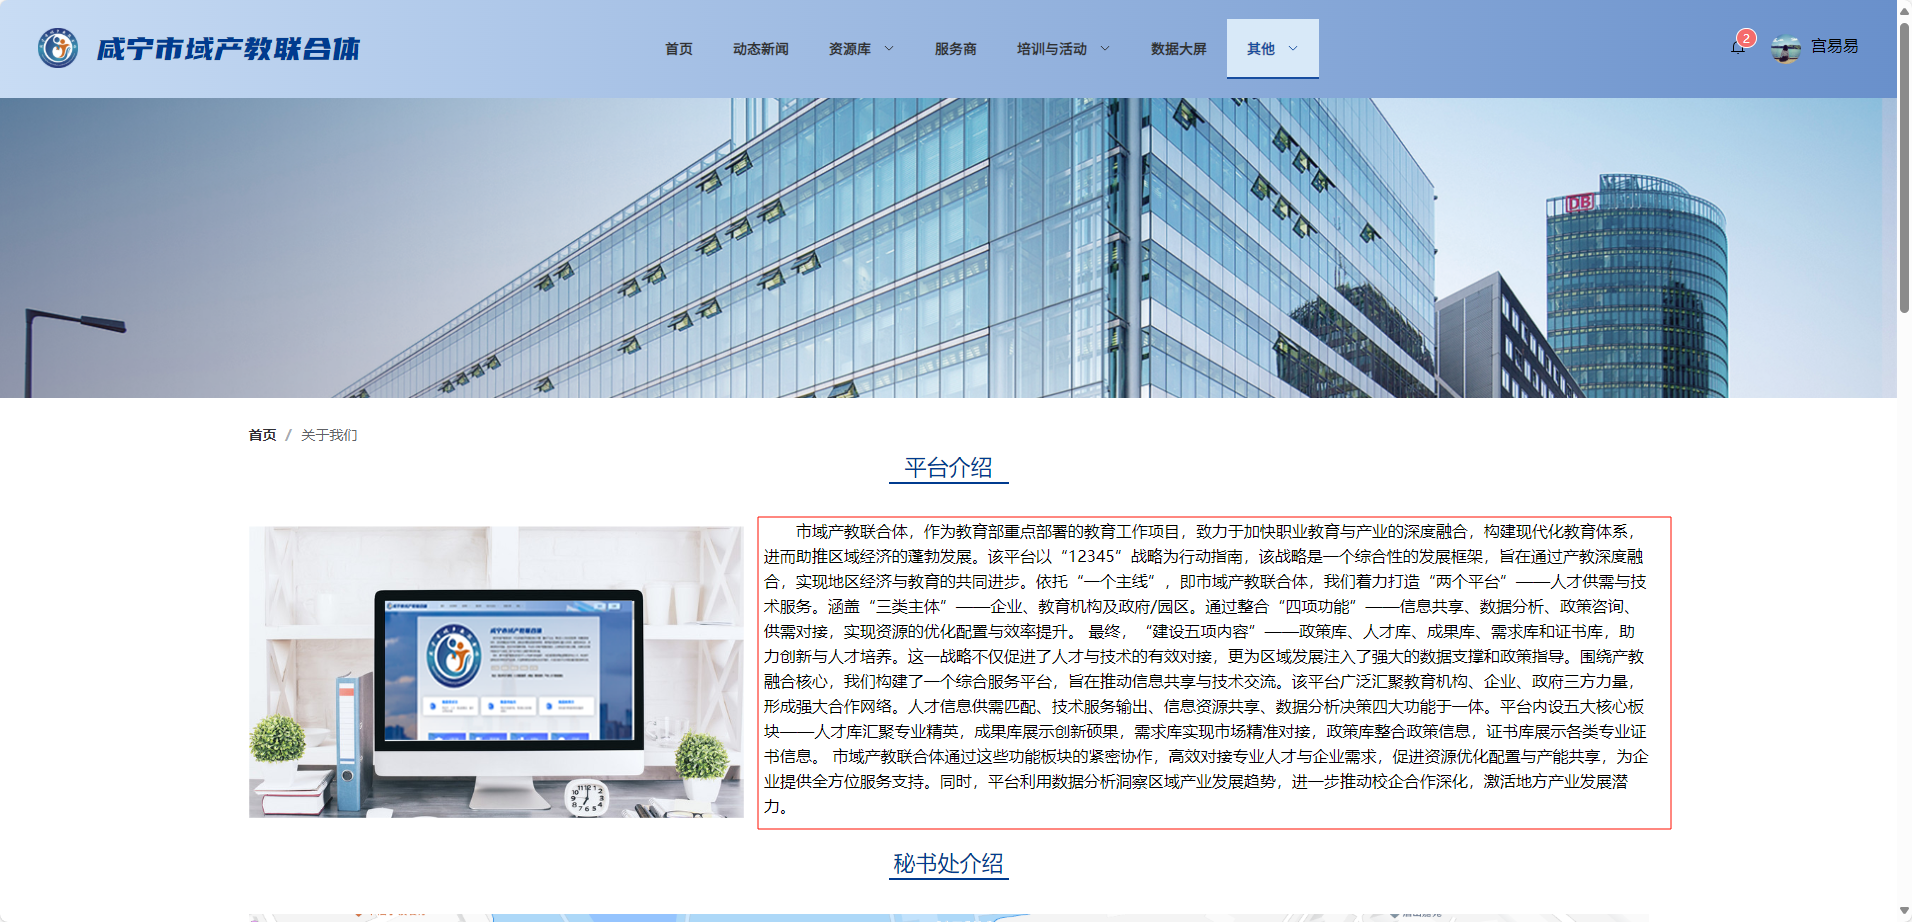 咸宁市域产教联合体
首页 动态新闻 资源库 服务商 培训与活动 数据大屏 其他
2
宫易易
DB
首页 / 关于我们
平台介绍
市域产教联合体，作为教育部重点部署的教育工作项目，致力于加快职业教育与产业的深度融合，构建现代化教育体系，
进而助推区域经济的蓬勃发展。该平台以“12345”战略为行动指南，该战略是一个综合性的发展框架，旨在通过产教深度融
合，实现地区经济与教育的共同进步。依托“一个主线”，即市域产教联合体，我们着力打造“两个平台”——人才供需与技
术服务。涵盖“三类主体”——企业、教育机构及政府/园区。通过整合“四项功能”——信息共享、数据分析、政策咨询、
供需对接，实现资源的优化配置与效率提升。 最终，“建设五项内容”——政策库、人才库、成果库、需求库和证书库，助
力创新与人才培养。这一战略不仅促进了人才与技术的有效对接，更为区域发展注入了强大的数据支撑和政策指导。围绕产教
融合核心，我们构建了一个综合服务平台，旨在推动信息共享与技术交流。该平台广泛汇聚教育机构、企业、政府三方力量，
形成强大合作网络。人才信息供需匹配、技术服务输出、信息资源共享、数据分析决策四大功能于一体。平台内设五大核心板
块——人才库汇聚专业精英，成果库展示创新硕果，需求库实现市场精准对接，政策库整合政策信息，证书库展示各类专业证
书信息。 市域产教联合体通过这些功能板块的紧密协作，高效对接专业人才与企业需求，促进资源优化配置与产能共享，为企
业提供全方位服务支持。同时，平台利用数据分析洞察区域产业发展趋势，进一步推动校企合作深化，激活地方产业发展潜
力。
咸宁市域产教联合体
秘书处介绍